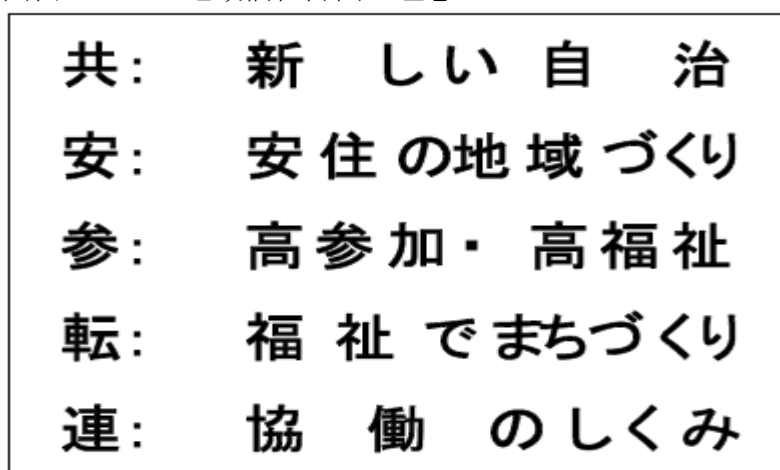 共： 新しい自治
安： 安住の地域づくり
参： 高参加・高福祉
転： 福祉でまちづくり
連： 協働のしくみ